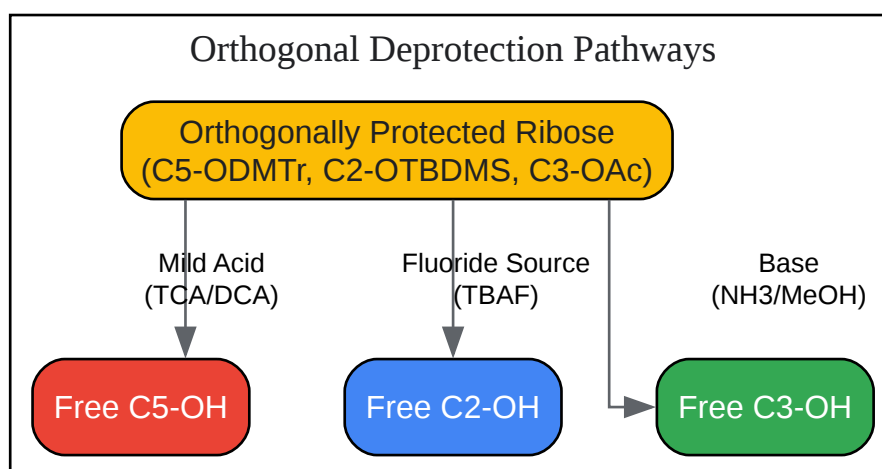 Orthogonal Deprotection Pathways
Orthogonally Protected Ribose
(C5-ODMTr, C2-OTBDMS, C3-OAc)
Mild Acid
(TCA/DCA)
Fluoride Source
(TBAF)
Base
(NH3/MeOH)
Free C5-OH
Free C2-OH
Free C3-OH